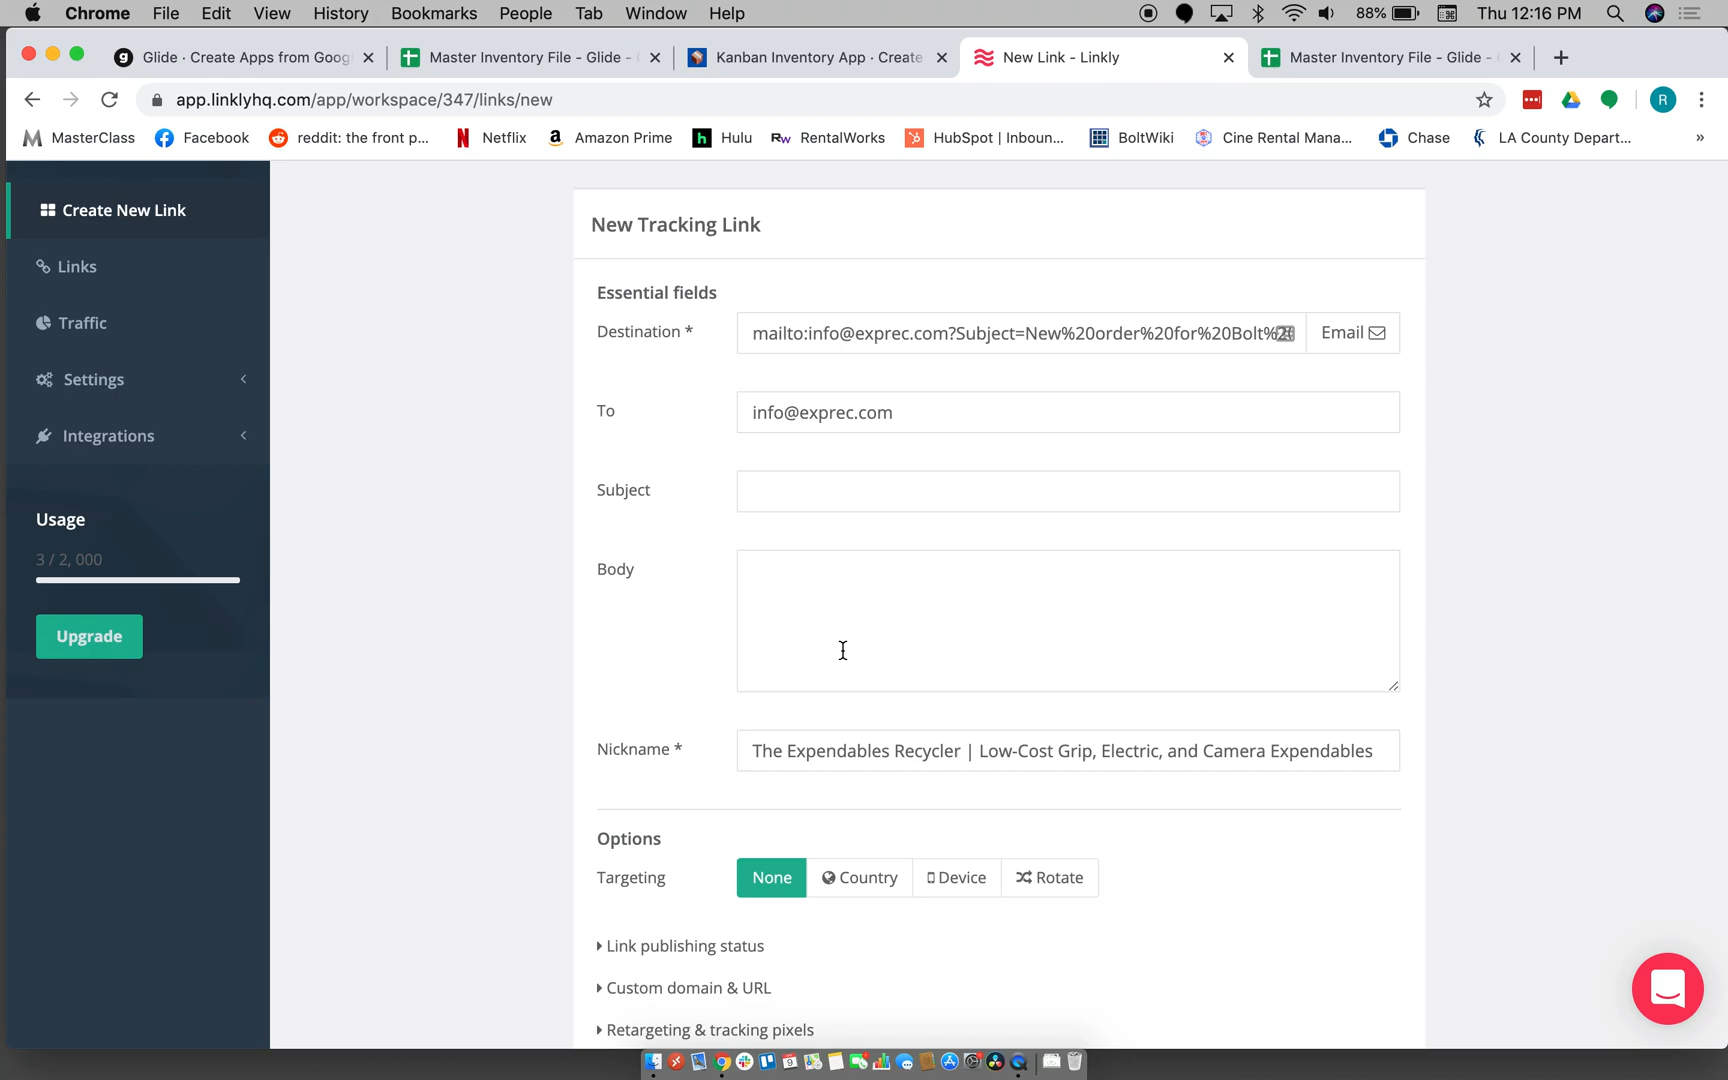 Chrome File Edit View History Bookmarks People Tab Window Help 88% Thu 12:16 PM
Glide · Create Apps from Goog Master Inventory File - Glide - Kanban Inventory App · Create New Link - Linkly Master Inventory File - Glide -
app.linklyhq.com/app/workspace/347/links/new R
MasterClass Facebook reddit: the front p... Netflix Amazon Prime Hulu RentalWorks HubSpot | Inboun... BoltWiki Cine Rental Mana... Chase LA County Depart... »
Create New Link
Links
Traffic
Settings
Integrations
Usage
3 / 2, 000
Upgrade
New Tracking Link
Essential fields
Destination * mailto:info@exprec.com?Subject=New%20order%20for%20Bolt% Email
To info@exprec.com
Subject
Body
Nickname * The Expendables Recycler | Low-Cost Grip, Electric, and Camera Expendables
Options
Targeting None Country Device Rotate
Link publishing status
Custom domain & URL
Retargeting & tracking pixels